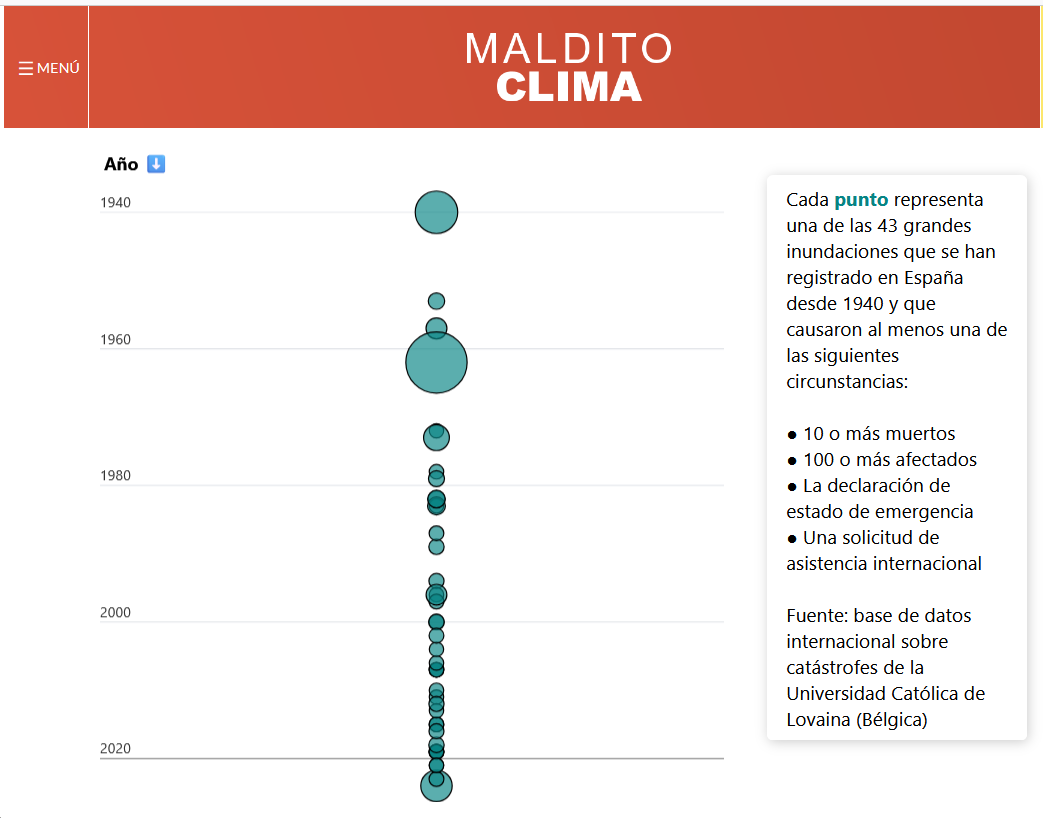 ☰ MENÚ
MALDITO
CLIMA
Año ⬇️
1940
1960
1980
2000
2020
Cada punto representa
una de las 43 grandes
inundaciones que se han
registrado en España
desde 1940 y que
causaron al menos una de
las siguientes
circunstancias:
● 10 o más muertos
● 100 o más afectados
● La declaración de
estado de emergencia
● Una solicitud de
asistencia internacional
Fuente: base de datos
internacional sobre
catástrofes de la
Universidad Católica de
Lovaina (Bélgica)